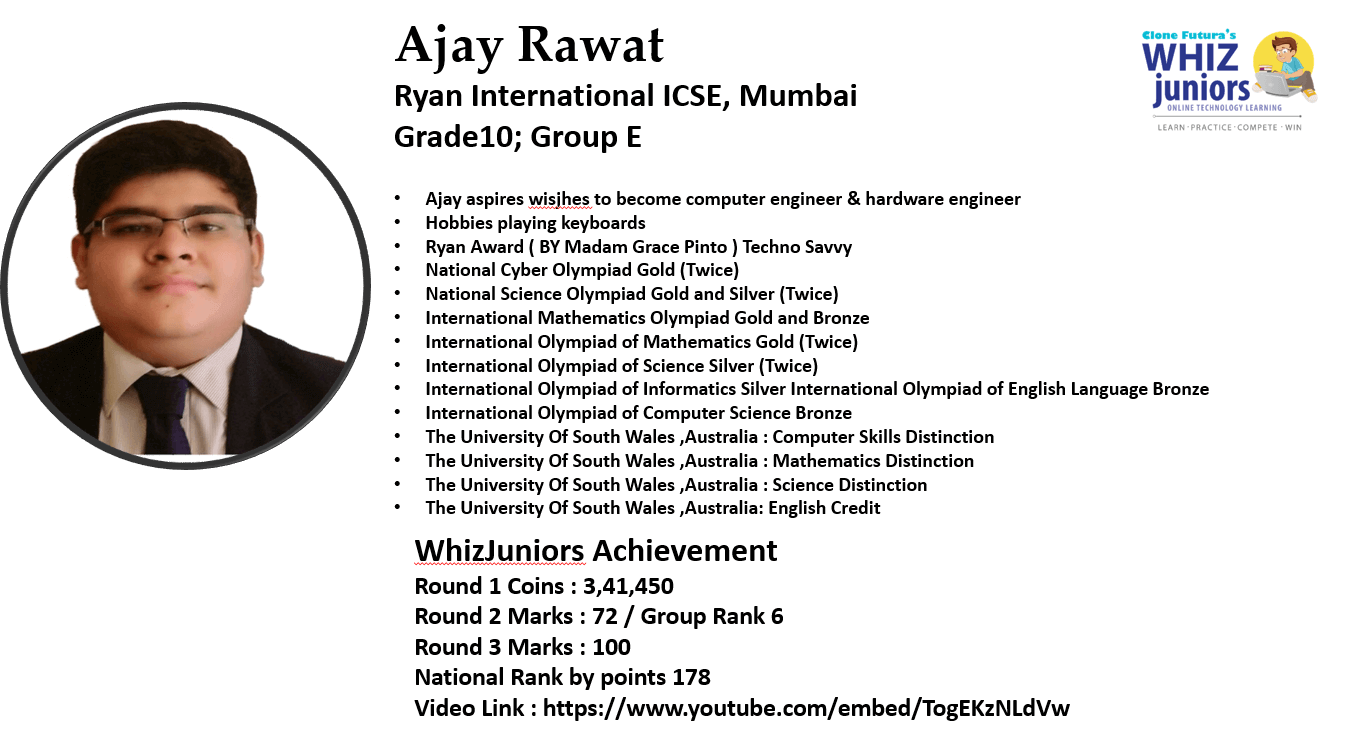 Ajay Rawat
Ryan International ICSE, Mumbai
Grade10; Group E
Clone Futura's
WHIZ
juniors
ONLINE TECHNOLOGY LEARNING
LEARN · PRACTICE · COMPETE · WIN
• Ajay aspires wisihes to become computer engineer & hardware engineer
• Hobbies playing keyboards
• Ryan Award ( BY Madam Grace Pinto ) Techno Savvy
• National Cyber Olympiad Gold (Twice)
• National Science Olympiad Gold and Silver (Twice)
• International Mathematics Olympiad Gold and Bronze
• International Olympiad of Mathematics Gold (Twice)
• International Olympiad of Science Silver (Twice)
• International Olympiad of Informatics Silver International Olympiad of English Language Bronze
• International Olympiad of Computer Science Bronze
• The University Of South Wales ,Australia : Computer Skills Distinction
• The University Of South Wales ,Australia : Mathematics Distinction
• The University Of South Wales ,Australia : Science Distinction
• The University Of South Wales ,Australia: English Credit
WhizJuniors Achievement
Round 1 Coins : 3,41,450
Round 2 Marks : 72 / Group Rank 6
Round 3 Marks : 100
National Rank by points 178
Video Link : https://www.youtube.com/embed/TogEKzNLdVw